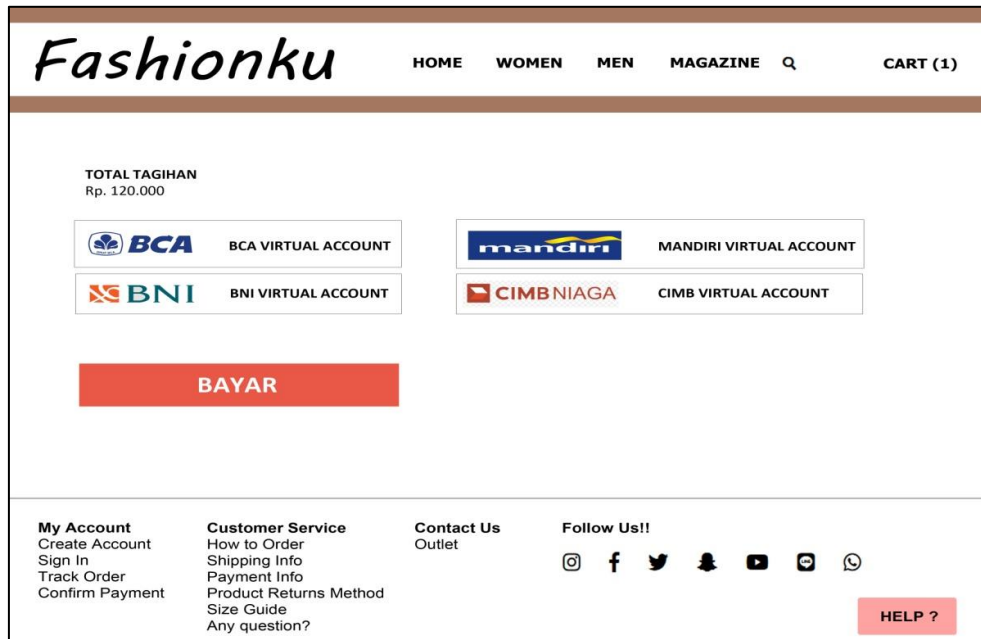 Fashionku
HOME WOMEN MEN MAGAZINE CART (1)
TOTAL TAGIHAN
Rp. 120.000
BCA BCA VIRTUAL ACCOUNT
mandiri MANDIRI VIRTUAL ACCOUNT
BNI BNI VIRTUAL ACCOUNT
CIMBNIAGA CIMB VIRTUAL ACCOUNT
BAYAR
My Account
Create Account
Sign In
Track Order
Confirm Payment
Customer Service
How to Order
Shipping Info
Payment Info
Product Returns Method
Size Guide
Any question?
Contact Us
Outlet
Follow Us!!
HELP ?